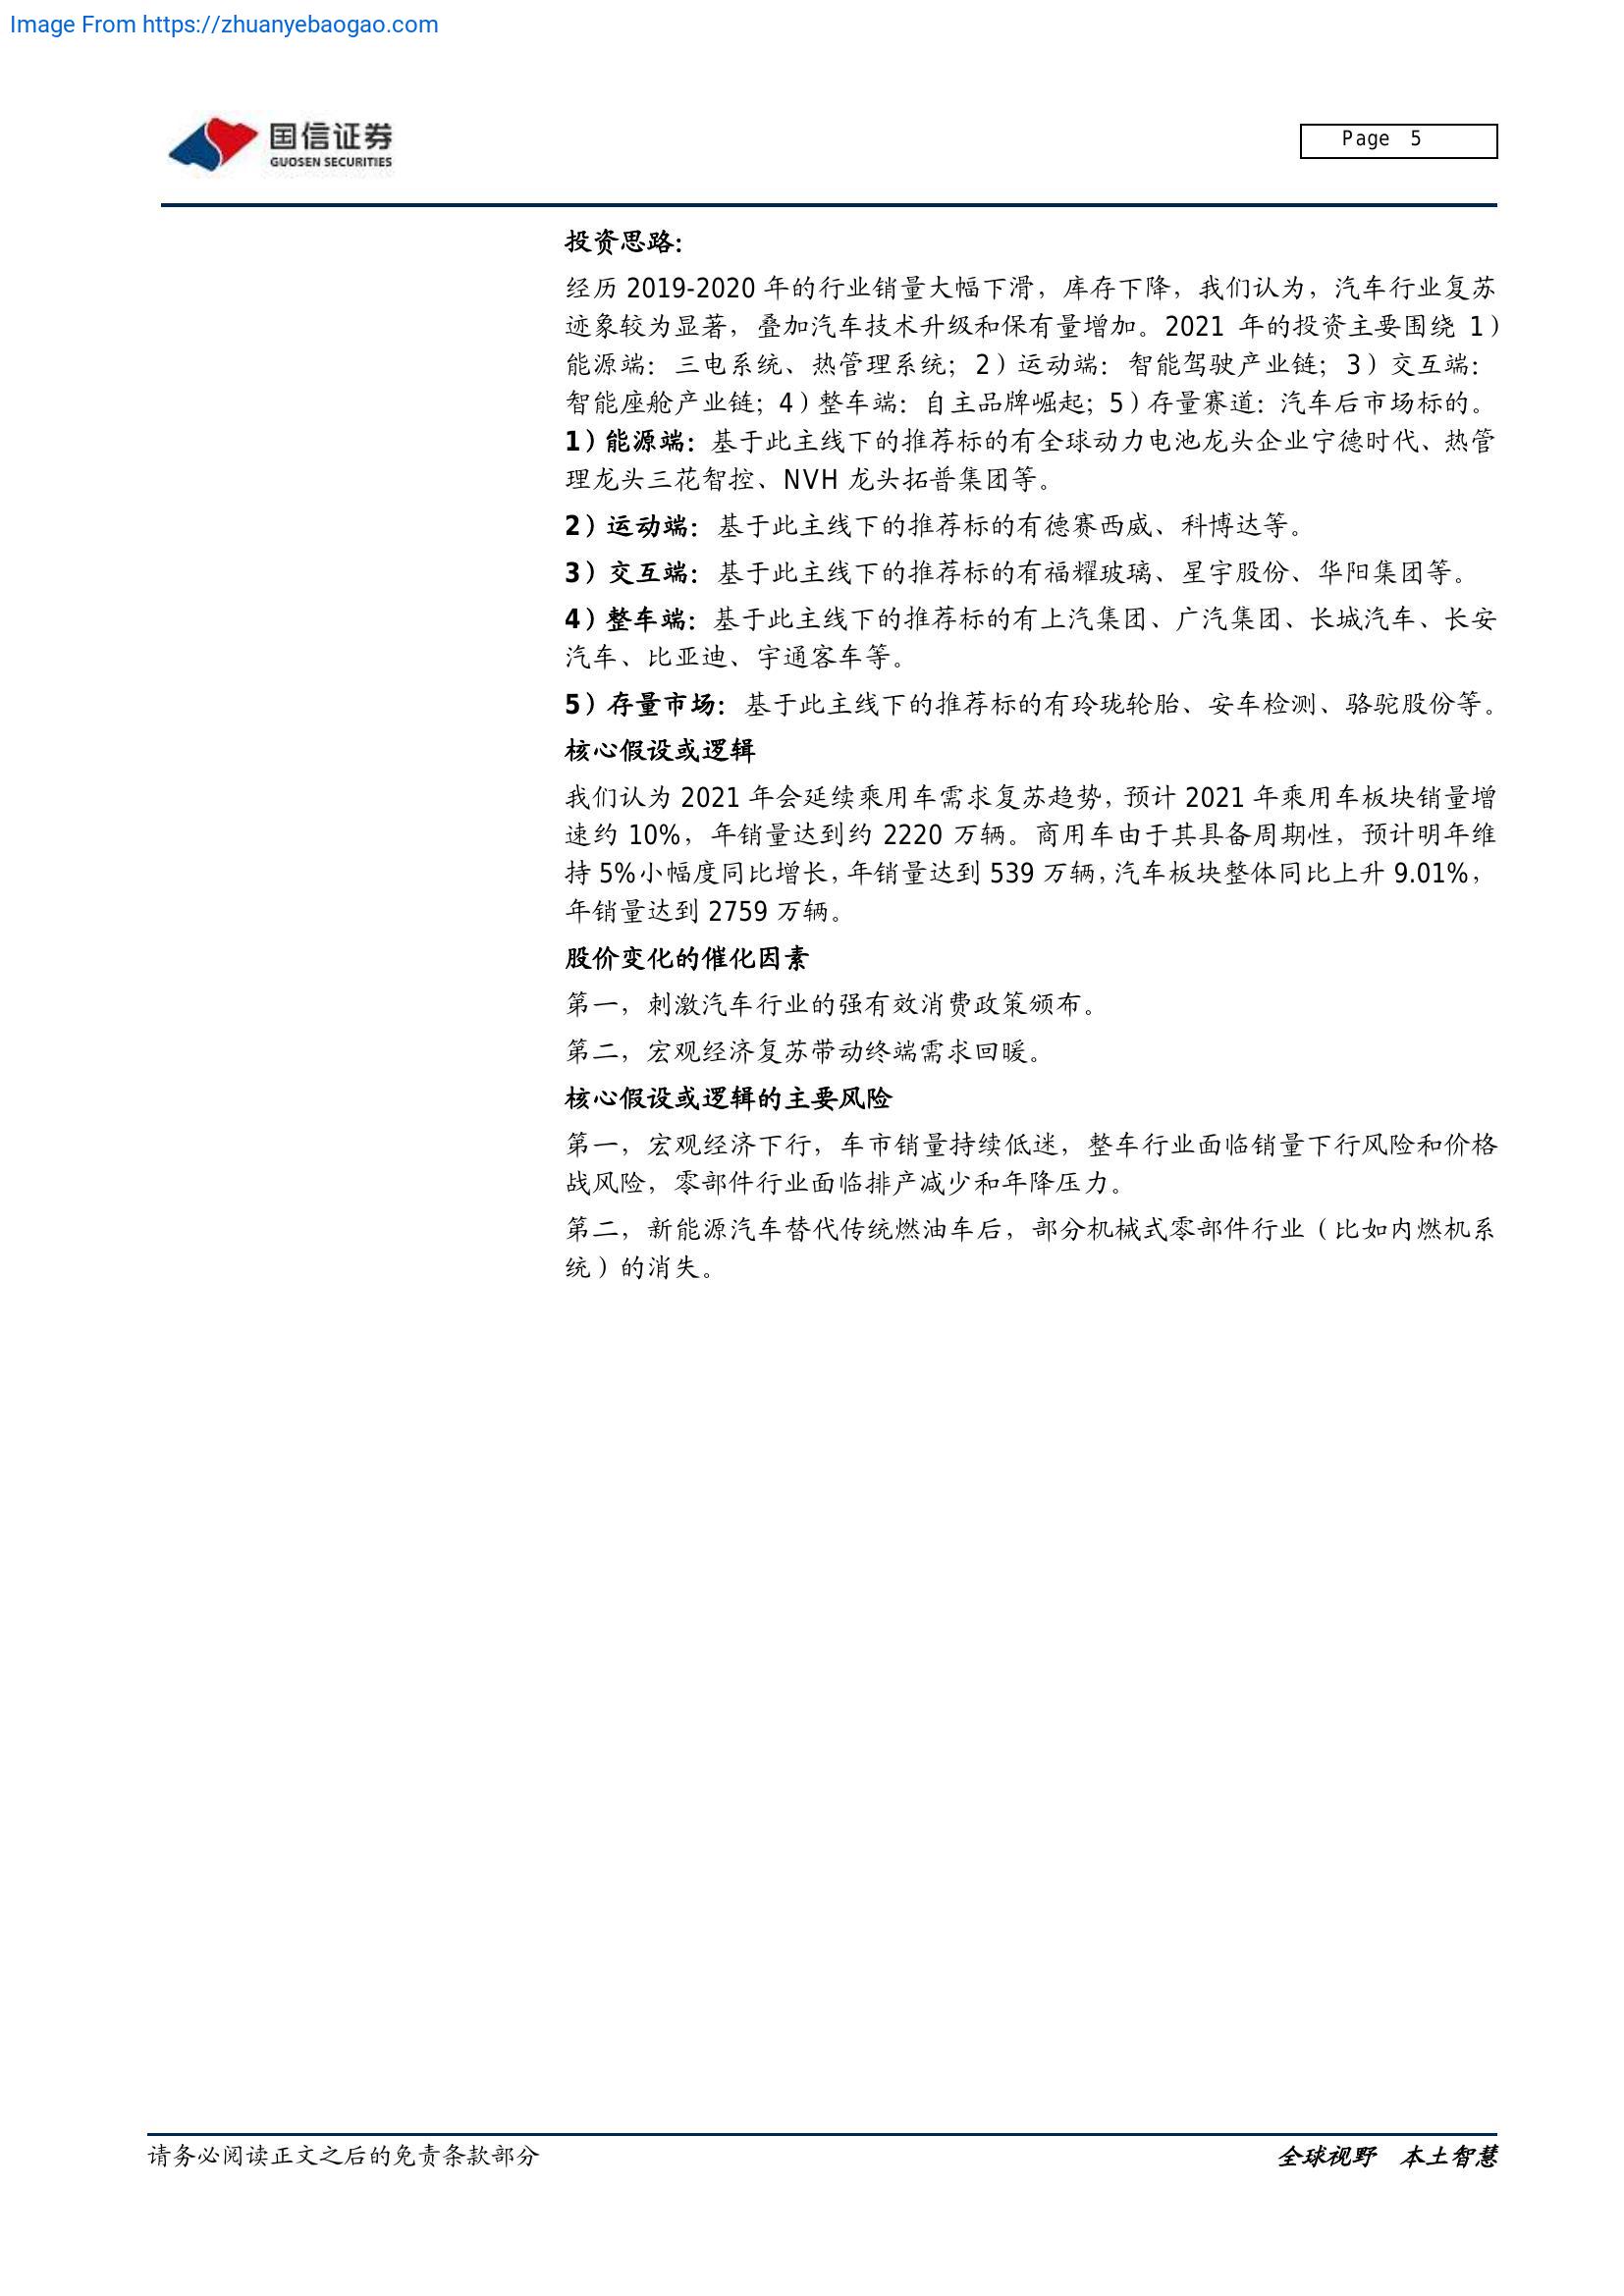 Image From https://zhuanyebaogao.com
国信证券
GUOSEN SECURITIES
Page 5
投资思路：
经历 2019-2020 年的行业销量大幅下滑，库存下降，我们认为，汽车行业复苏
迹象较为显著，叠加汽车技术升级和保有量增加。2021 年的投资主要围绕 1）
能源端：三电系统、热管理系统；2）运动端：智能驾驶产业链；3）交互端：
智能座舱产业链；4）整车端：自主品牌崛起；5）存量赛道：汽车后市场标的。
1）能源端：基于此主线下的推荐标的有全球动力电池龙头企业宁德时代、热管
理龙头三花智控、NVH 龙头拓普集团等。
2）运动端：基于此主线下的推荐标的有德赛西威、科博达等。
3）交互端：基于此主线下的推荐标的有福耀玻璃、星宇股份、华阳集团等。
4）整车端：基于此主线下的推荐标的有上汽集团、广汽集团、长城汽车、长安
汽车、比亚迪、宇通客车等。
5）存量市场：基于此主线下的推荐标的有玲珑轮胎、安车检测、骆驼股份等。
核心假设或逻辑
我们认为 2021 年会延续乘用车需求复苏趋势，预计 2021 年乘用车板块销量增
速约 10%，年销量达到约 2220 万辆。商用车由于其具备周期性，预计明年维
持 5%小幅度同比增长，年销量达到 539 万辆，汽车板块整体同比上升 9.01%，
年销量达到 2759 万辆。
股价变化的催化因素
第一，刺激汽车行业的强有效消费政策颁布。
第二，宏观经济复苏带动终端需求回暖。
核心假设或逻辑的主要风险
第一，宏观经济下行，车市销量持续低迷，整车行业面临销量下行风险和价格
战风险，零部件行业面临排产减少和年降压力。
第二，新能源汽车替代传统燃油车后，部分机械式零部件行业（比如内燃机系
统）的消失。
请务必阅读正文之后的免责条款部分
全球视野 本土智慧